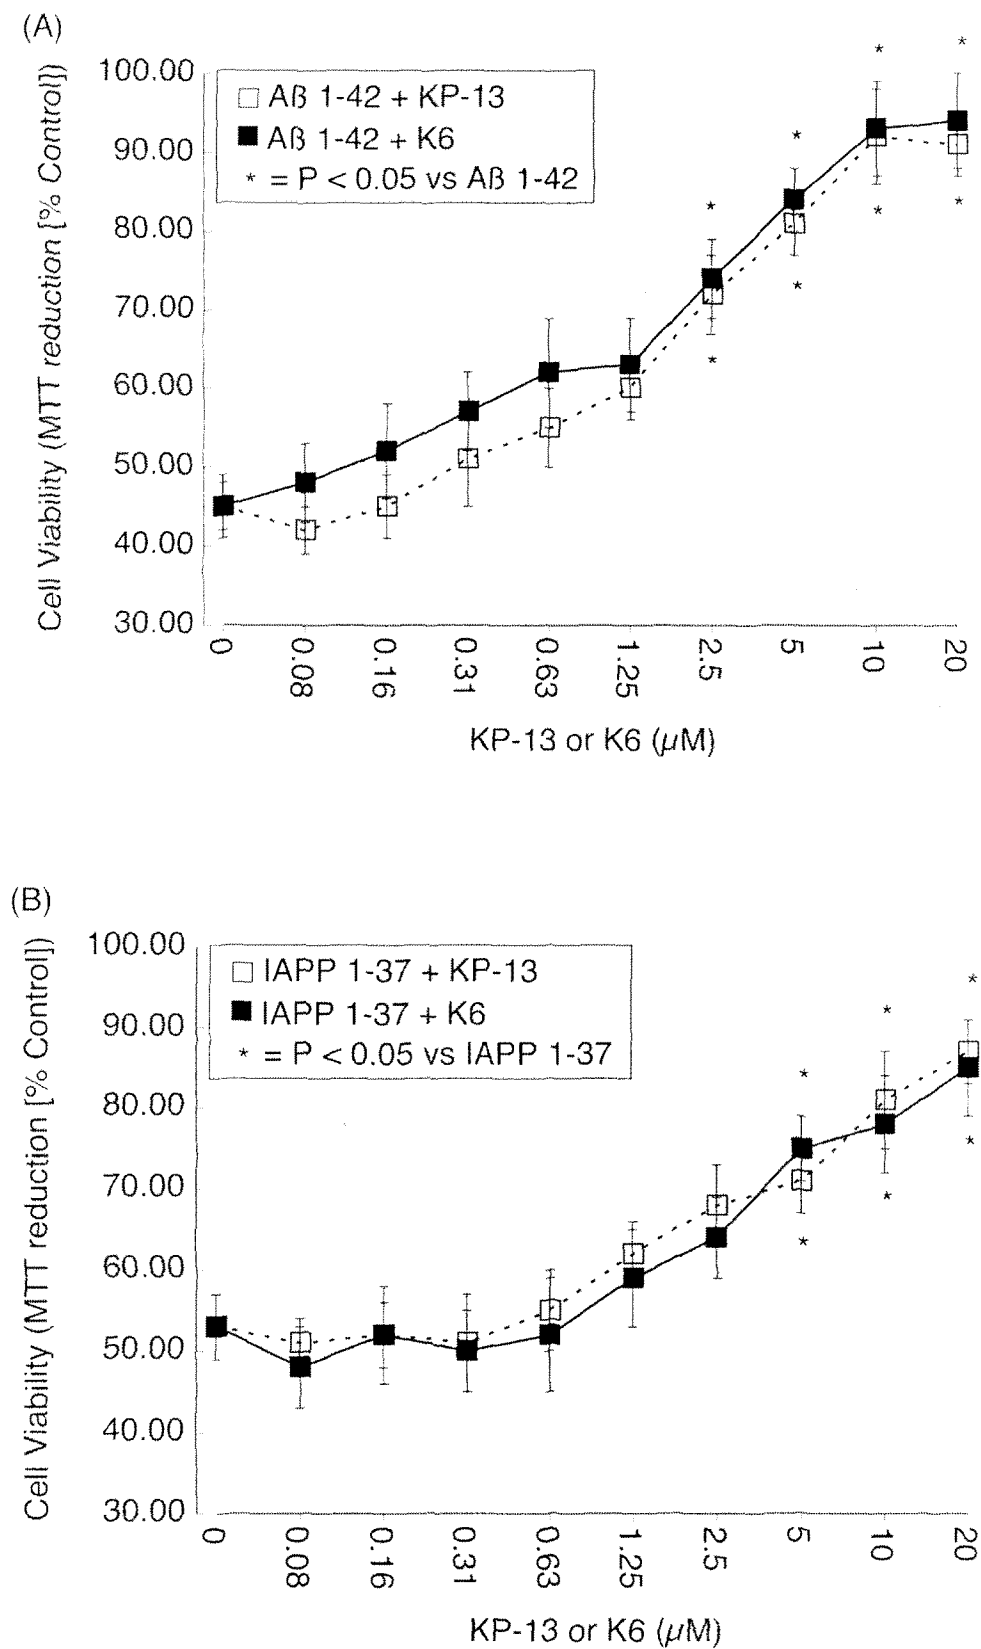 (A)
Cell Viability (MTT reduction [% Control])
100.00
90.00
80.00
70.00
60.00
50.00
40.00
30.00
□ Aß 1-42 + KP-13
■ Aß 1-42 + K6
* = P < 0.05 vs Aß 1-42
* * * * * * * *
0 0.08 0.16 0.31 0.63 1.25 2.5 5 10 20
KP-13 or K6 (µM)
(B)
Cell Viability (MTT reduction [% Control])
100.00
90.00
80.00
70.00
60.00
50.00
40.00
30.00
□ IAPP 1-37 + KP-13
■ IAPP 1-37 + K6
* = P < 0.05 vs IAPP 1-37
* * * * * *
0 0.08 0.16 0.31 0.63 1.25 2.5 5 10 20
KP-13 or K6 (µM)